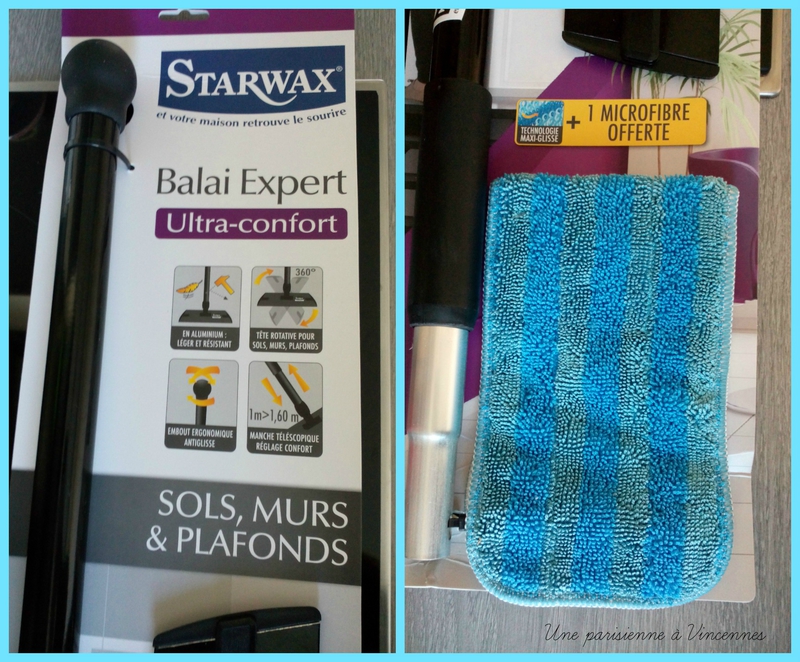 STARWAX®
et votre maison retrouve le sourire
Balai Expert
Ultra-confort
EN ALUMINIUM :
LÉGER ET RÉSISTANT
360°
TÊTE ROTATIVE POUR
SOLS, MURS, PLAFONDS
EMBOUT ERGONOMIQUE
ANTIGLISSE
1m>1,60 m
MANCHE TÉLÉSCOPIQUE
RÉGLAGE CONFORT
SOLS, MURS
& PLAFONDS
TECHNOLOGIE
MAXI-GLISSE
+ 1 MICROFIBRE
OFFERTE
Une parisienne à Vincennes